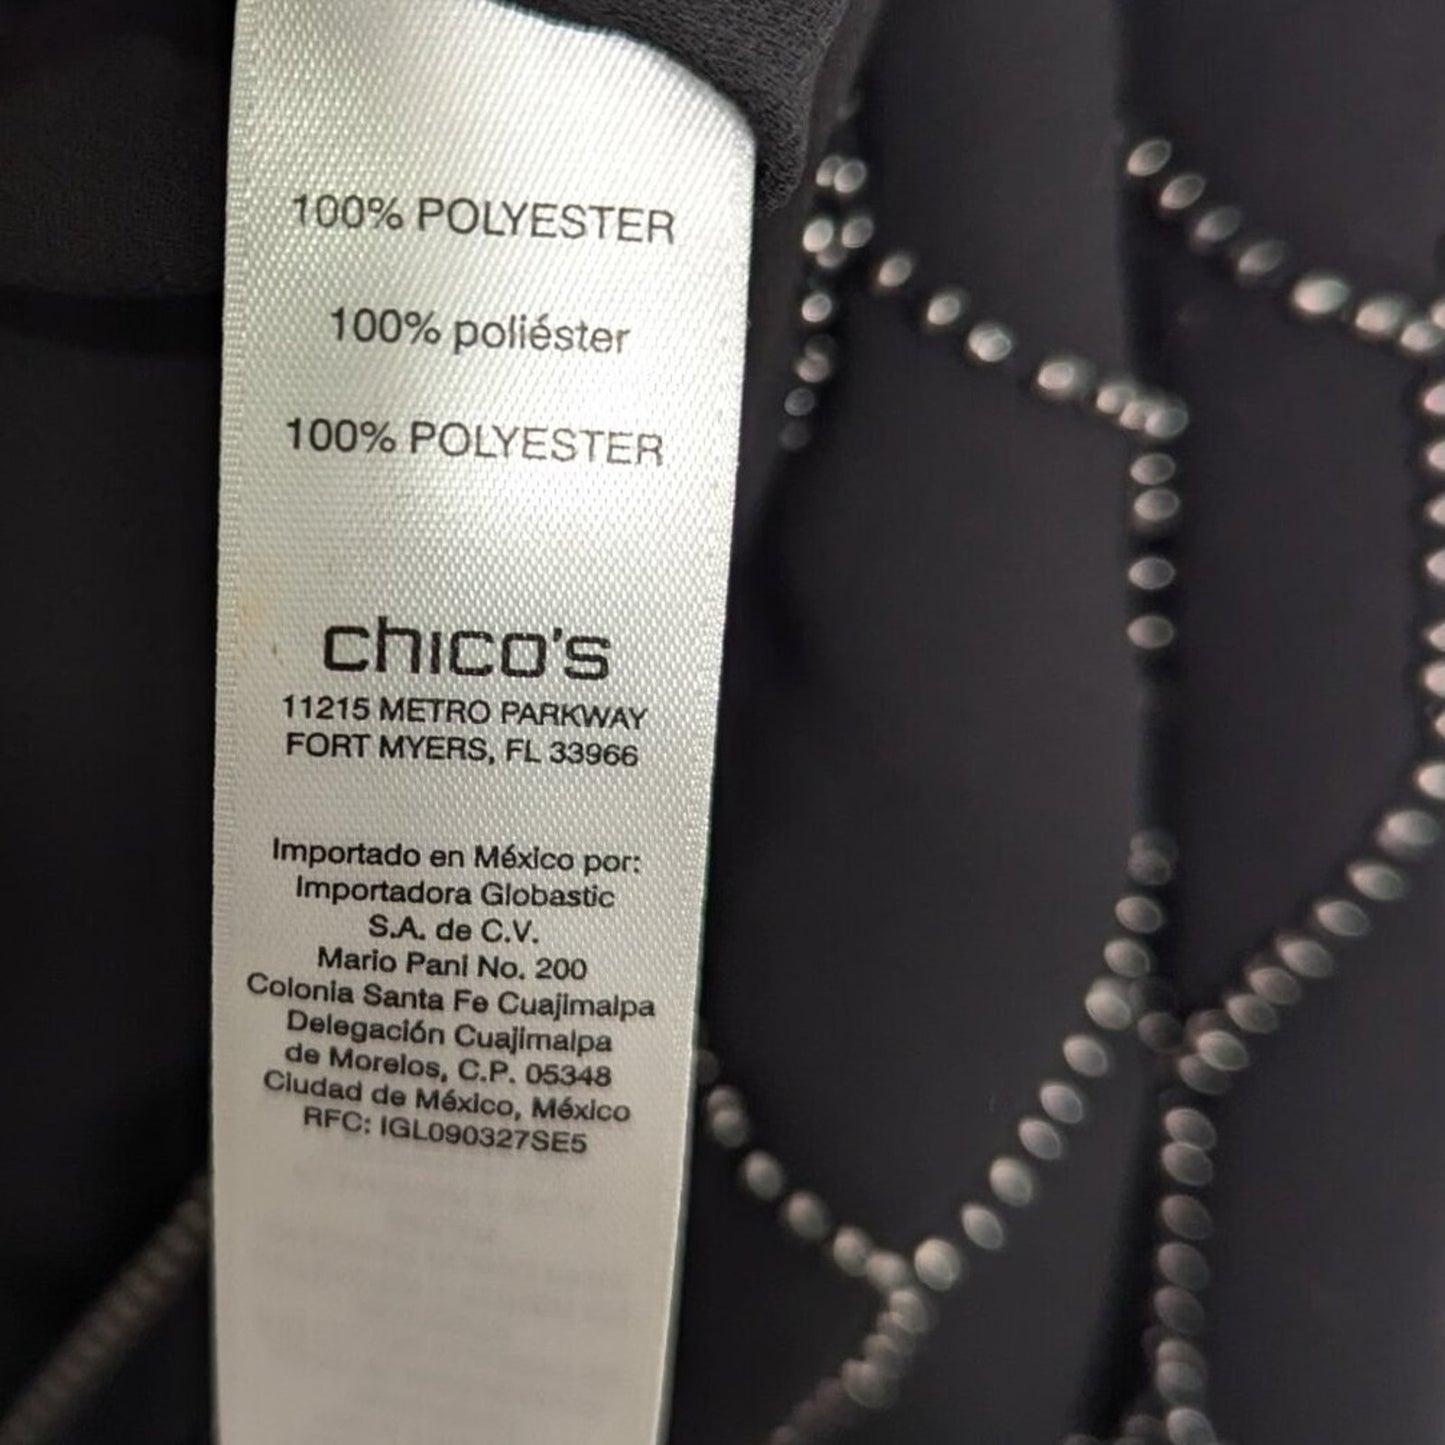 100% POLYESTER
100% poliéster
100% POLYESTER
chico's
11215 METRO PARKWAY
FORT MYERS, FL 33966
Importado en México por:
Importadora Globastic
S.A. de C.V.
Mario Pani No. 200
Colonia Santa Fe Cuajimalpa
Delegación Cuajimalpa
de Morelos, C.P. 05348
Ciudad de México, México
RFC: IGL090327SE5